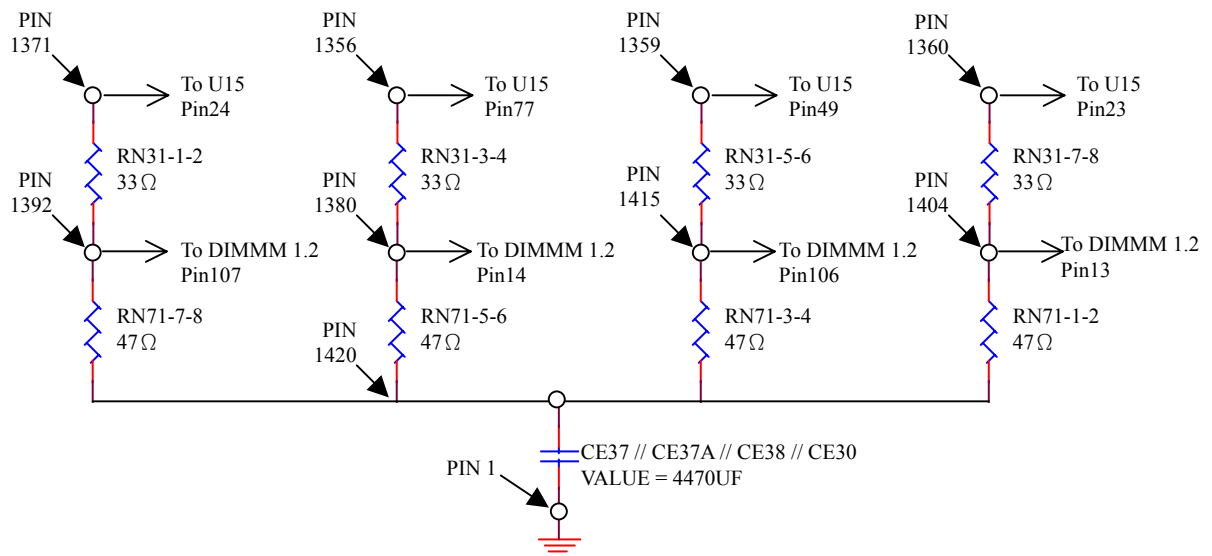 PIN
1371
PIN
1356
PIN
1359
PIN
1360
To U15
Pin24
To U15
Pin77
To U15
Pin49
To U15
Pin23
RN31-1-2
33Ω
RN31-3-4
33Ω
RN31-5-6
33Ω
RN31-7-8
33Ω
PIN
1392
PIN
1380
PIN
1415
PIN
1404
To DIMMM 1.2
Pin107
To DIMMM 1.2
Pin14
To DIMMM 1.2
Pin106
To DIMMM 1.2
Pin13
RN71-7-8
47Ω
RN71-5-6
47Ω
RN71-3-4
47Ω
RN71-1-2
47Ω
PIN
1420
CE37 // CE37A // CE38 // CE30
VALUE = 4470UF
PIN 1